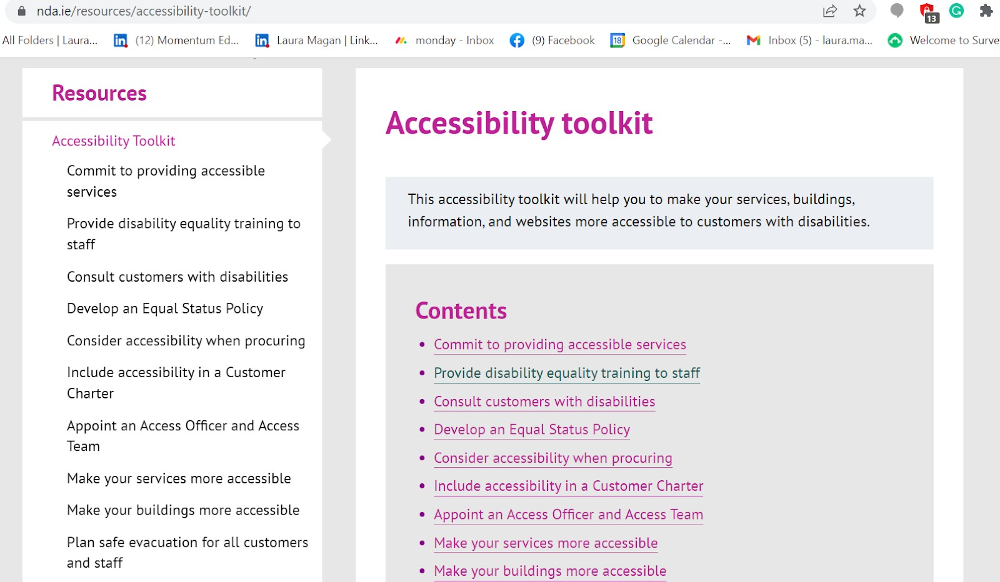 nda.ie/resources/accessibility-toolkit/
13
All Folders | Laura...
(12) Momentum Ed...
Laura Magan | Link...
monday - Inbox
(9) Facebook
18
Google Calendar -...
Inbox (5) - laura.ma...
Welcome to Surve
Resources
Accessibility Toolkit
Commit to providing accessible
services
Provide disability equality training to
staff
Consult customers with disabilities
Develop an Equal Status Policy
Consider accessibility when procuring
Include accessibility in a Customer
Charter
Appoint an Access Officer and Access
Team
Make your services more accessible
Make your buildings more accessible
Plan safe evacuation for all customers
and staff
Accessibility toolkit
This accessibility toolkit will help you to make your services, buildings,
information, and websites more accessible to customers with disabilities.
Contents
• Commit to providing accessible services
• Provide disability equality training to staff
• Consult customers with disabilities
• Develop an Equal Status Policy
• Consider accessibility when procuring
• Include accessibility in a Customer Charter
• Appoint an Access Officer and Access Team
• Make your services more accessible
• Make your buildings more accessible